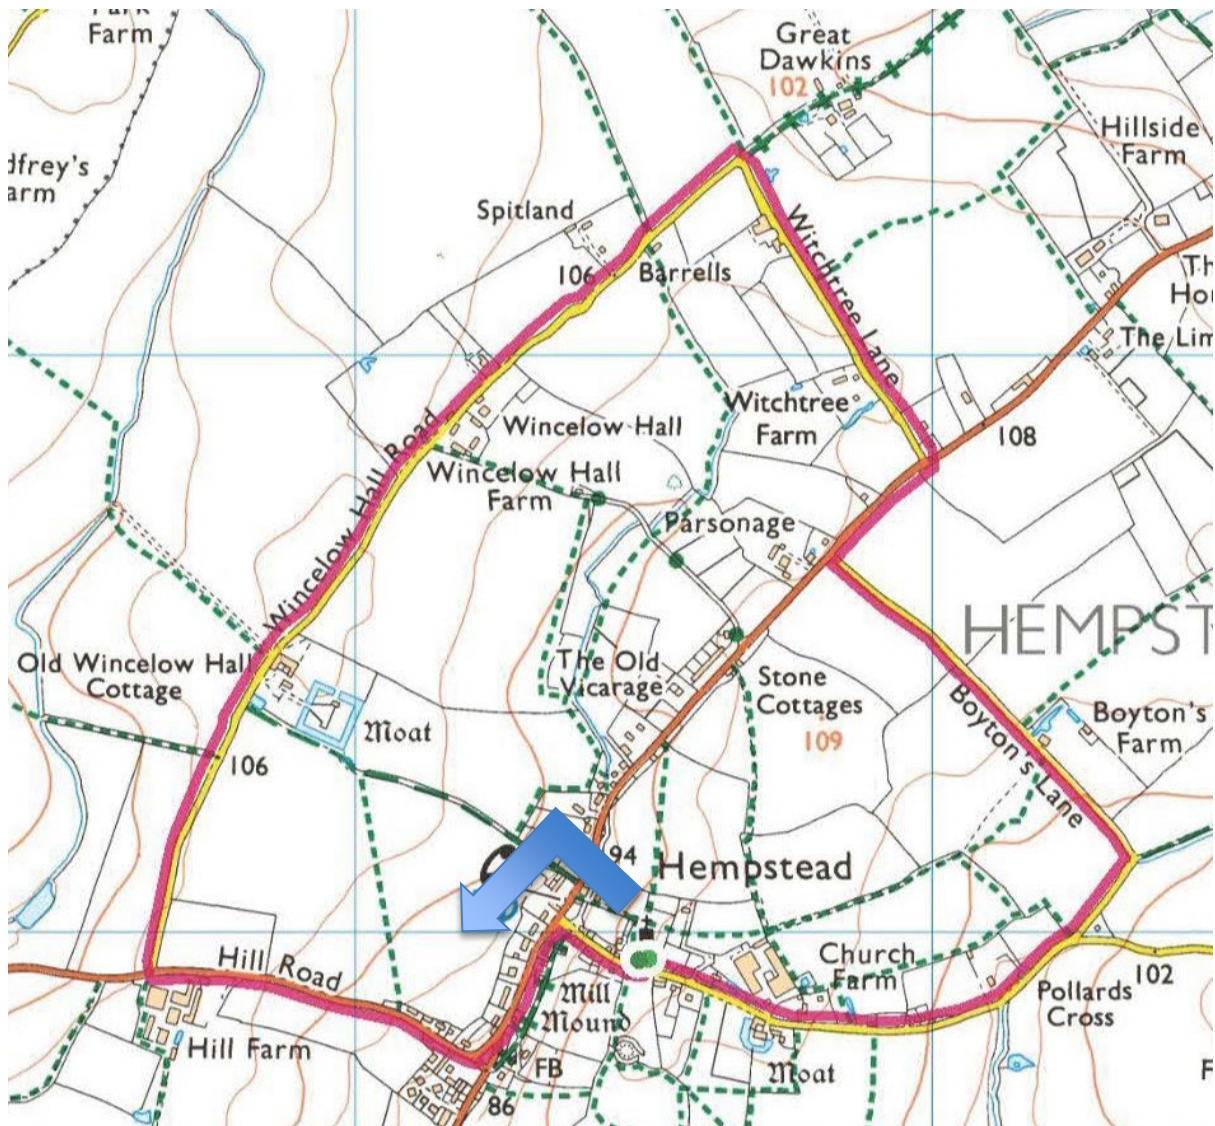 Park
Farm
Great
Dawkins
102
Hillside
Farm
dfrey's
arm
Spitland
Witchtree Lane
106
Barrells
Th
Hou
The Lim
Witchtree
Farm
108
Wincelow Hall Road
Wincelow Hall
Wincelow Hall
Farm
Parsonage
HEMPST
Old Wincelow Hall
Cottage
The Old
Vicarage
Stone
Cottages
109
Boyton's
Farm
Boyton's Lane
Moat
106
94
Hempstead
Hill Road
Church
Farm
102
Pollards
Cross
Mill
Mound
Hill Farm
FB
Moat
F
86